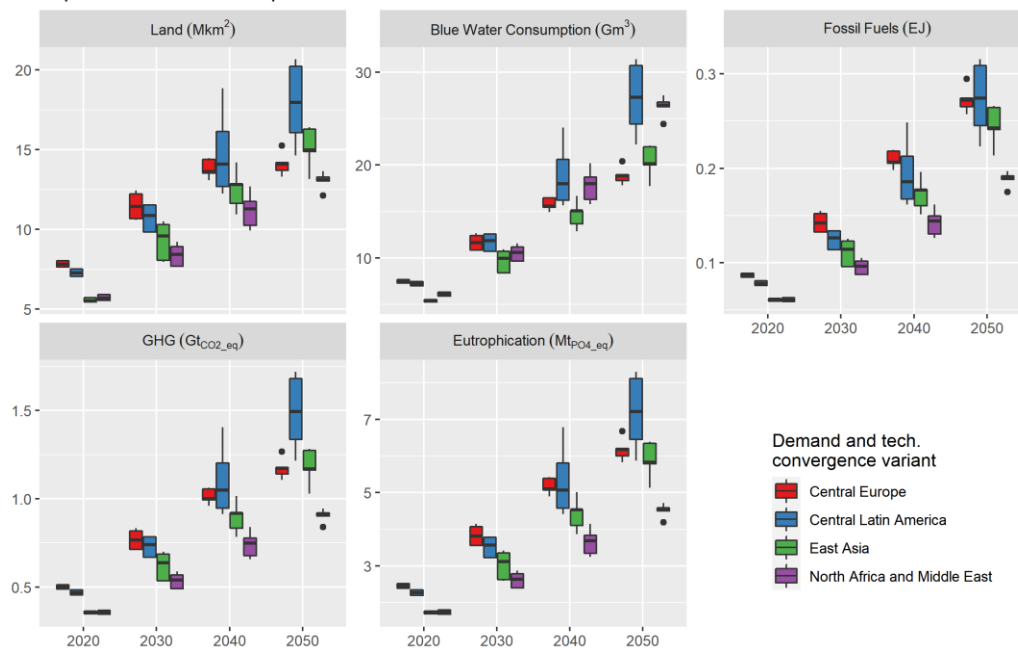 Land (Mkm²)
20
15
10
5
Blue Water Consumption (Gm³)
30
20
10
Fossil Fuels (EJ)
0.3
0.2
0.1
2020 2030 2040 2050
GHG (Gt_CO2_eq)
1.5
1.0
0.5
2020 2030 2040 2050
Eutrophication (Mt_PO4_eq)
7
5
3
2020 2030 2040 2050
Demand and tech.
convergence variant
Central Europe
Central Latin America
East Asia
North Africa and Middle East